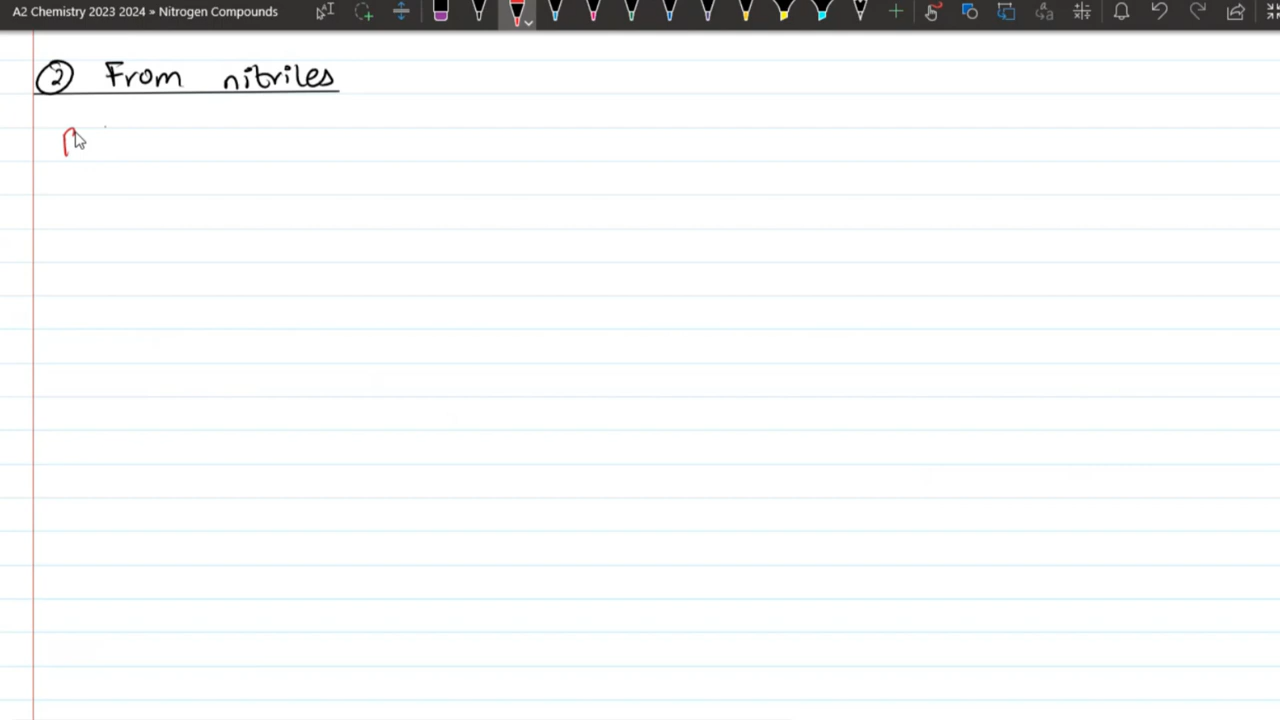 A2 Chemistry 2023 2024 » Nitrogen Compounds
② From nitriles